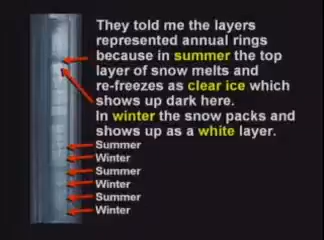 They told me the layers
represented annual rings
because in summer the top
layer of snow melts and
re-freezes as clear ice which
shows up dark here.
In winter the snow packs and
shows up as a white layer.
Summer
Winter
Summer
Winter
Summer
Winter